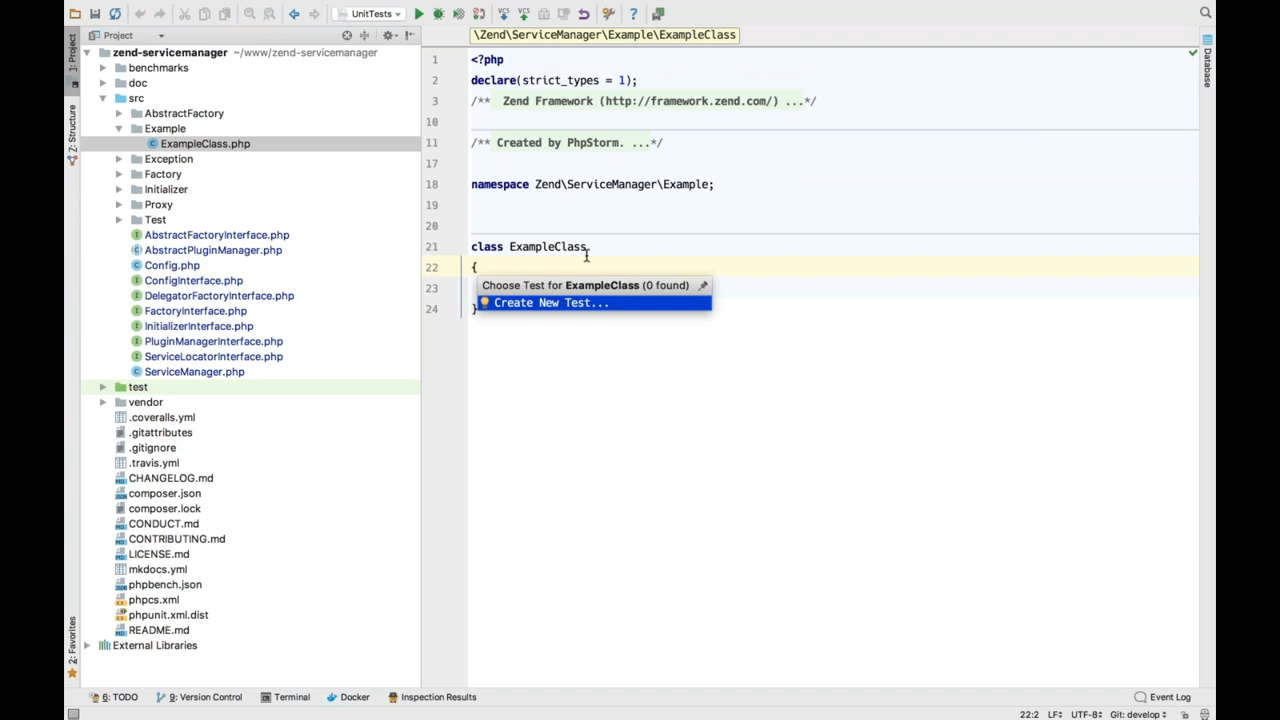 UnitTests
Project
\Zend\ServiceManager\Example\ExampleClass
1: Project
Z: Structure
2: Favorites
Database
zend-servicemanager ~/www/zend-servicemanager
benchmarks
doc
src
AbstractFactory
Example
ExampleClass.php
Exception
Factory
Initializer
Proxy
Test
AbstractFactoryInterface.php
AbstractPluginManager.php
Config.php
ConfigInterface.php
DelegatorFactoryInterface.php
FactoryInterface.php
InitializerInterface.php
PluginManagerInterface.php
ServiceLocatorInterface.php
ServiceManager.php
test
vendor
.coveralls.yml
.gitattributes
.gitignore
.travis.yml
CHANGELOG.md
composer.json
composer.lock
CONDUCT.md
CONTRIBUTING.md
LICENSE.md
mkdocs.yml
phpbench.json
phpcs.xml
phpunit.xml.dist
README.md
External Libraries
1 <?php
2 declare(strict_types = 1);
3 /** Zend Framework (http://framework.zend.com/) ...*/
10
11 /** Created by PhpStorm. ...*/
17
18 namespace Zend\ServiceManager\Example;
19
20
21 class ExampleClass
22 {
23
24 }
Choose Test for ExampleClass (0 found)
Create New Test...
6: TODO 9: Version Control Terminal Docker Inspection Results Event Log
22:2 LF÷ UTF-8÷ Git: develop÷